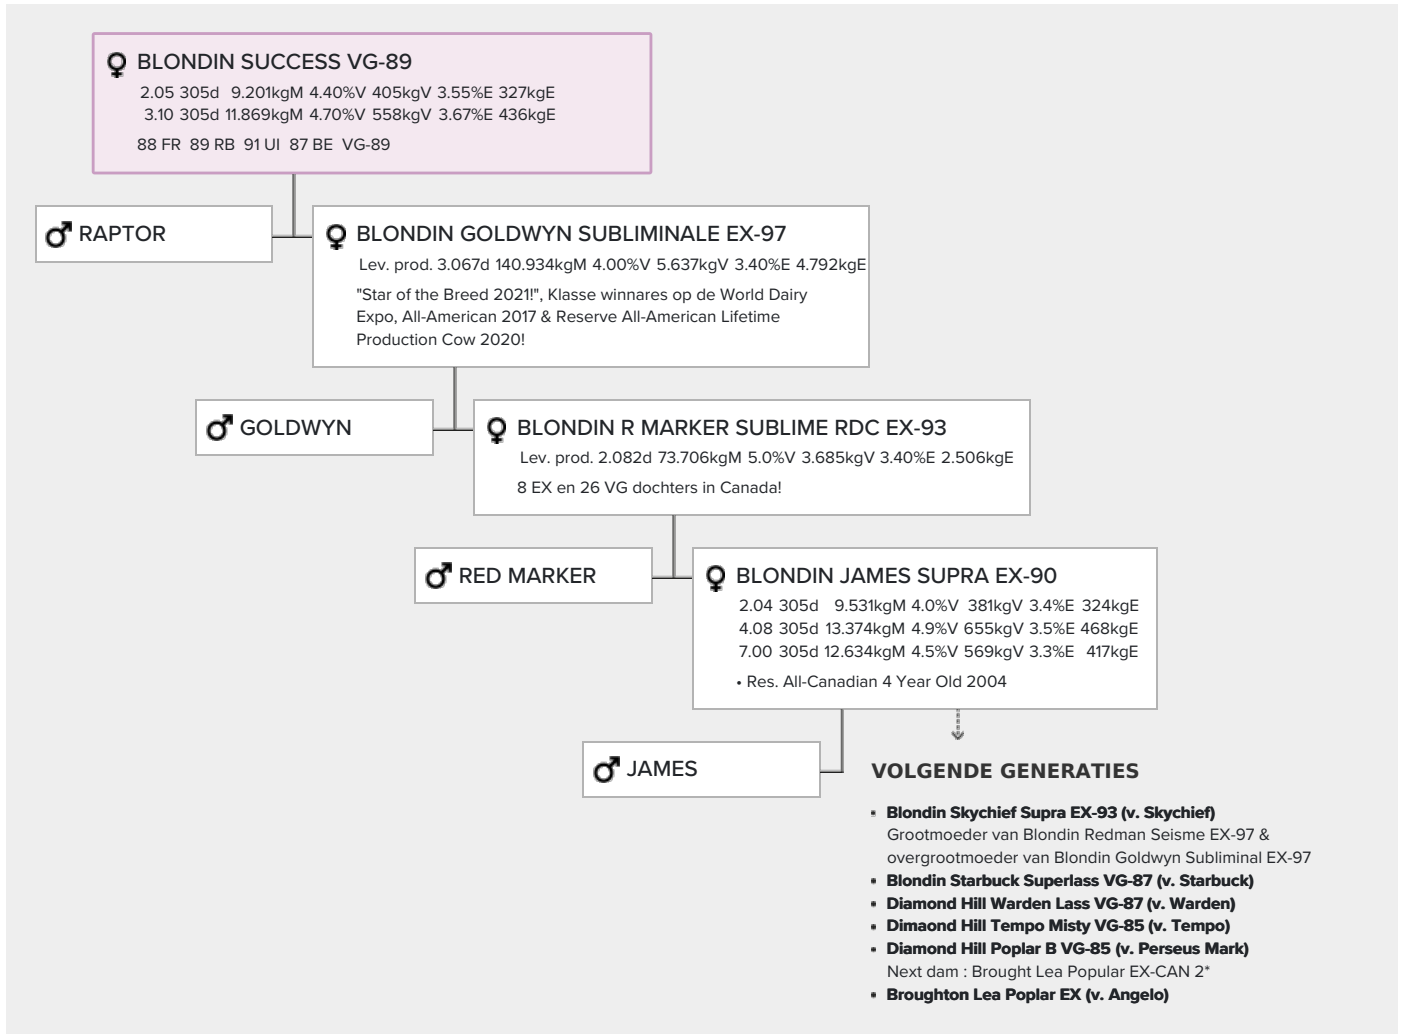 BLONDIN SUCCESS VG-89
2.05 305d 9.201kgM 4.40%V 405kgV 3.55%E 327kgE
3.10 305d 11.869kgM 4.70%V 558kgV 3.67%E 436kgE
88 FR 89 RB 91 UI 87 BE VG-89
RAPTOR
BLONDIN GOLDWYN SUBLIMINALE EX-97
Lev. prod. 3.067d 140.934kgM 4.00%V 5.637kgV 3.40%E 4.792kgE
"Star of the Breed 2021!", Klasse winnares op de World Dairy
Expo, All-American 2017 & Reserve All-American Lifetime
Production Cow 2020!
GOLDWYN
BLONDIN R MARKER SUBLIME RDC EX-93
Lev. prod. 2.082d 73.706kgM 5.0%V 3.685kgV 3.40%E 2.506kgE
8 EX en 26 VG dochters in Canada!
RED MARKER
BLONDIN JAMES SUPRA EX-90
2.04 305d 9.531kgM 4.0%V 381kgV 3.4%E 324kgE
4.08 305d 13.374kgM 4.9%V 655kgV 3.5%E 468kgE
7.00 305d 12.634kgM 4.5%V 569kgV 3.3%E 417kgE
• Res. All-Canadian 4 Year Old 2004
JAMES
VOLGENDE GENERATIES
• Blondin Skychief Supra EX-93 (v. Skychief)
Grootmoeder van Blondin Redman Seisme EX-97 &
overgrootmoeder van Blondin Goldwyn Subliminal EX-97
• Blondin Starbuck Superlass VG-87 (v. Starbuck)
• Diamond Hill Warden Lass VG-87 (v. Warden)
• Dimaond Hill Tempo Misty VG-85 (v. Tempo)
• Diamond Hill Poplar B VG-85 (v. Perseus Mark)
Next dam : Brought Lea Popular EX-CAN 2*
• Broughton Lea Poplar EX (v. Angelo)